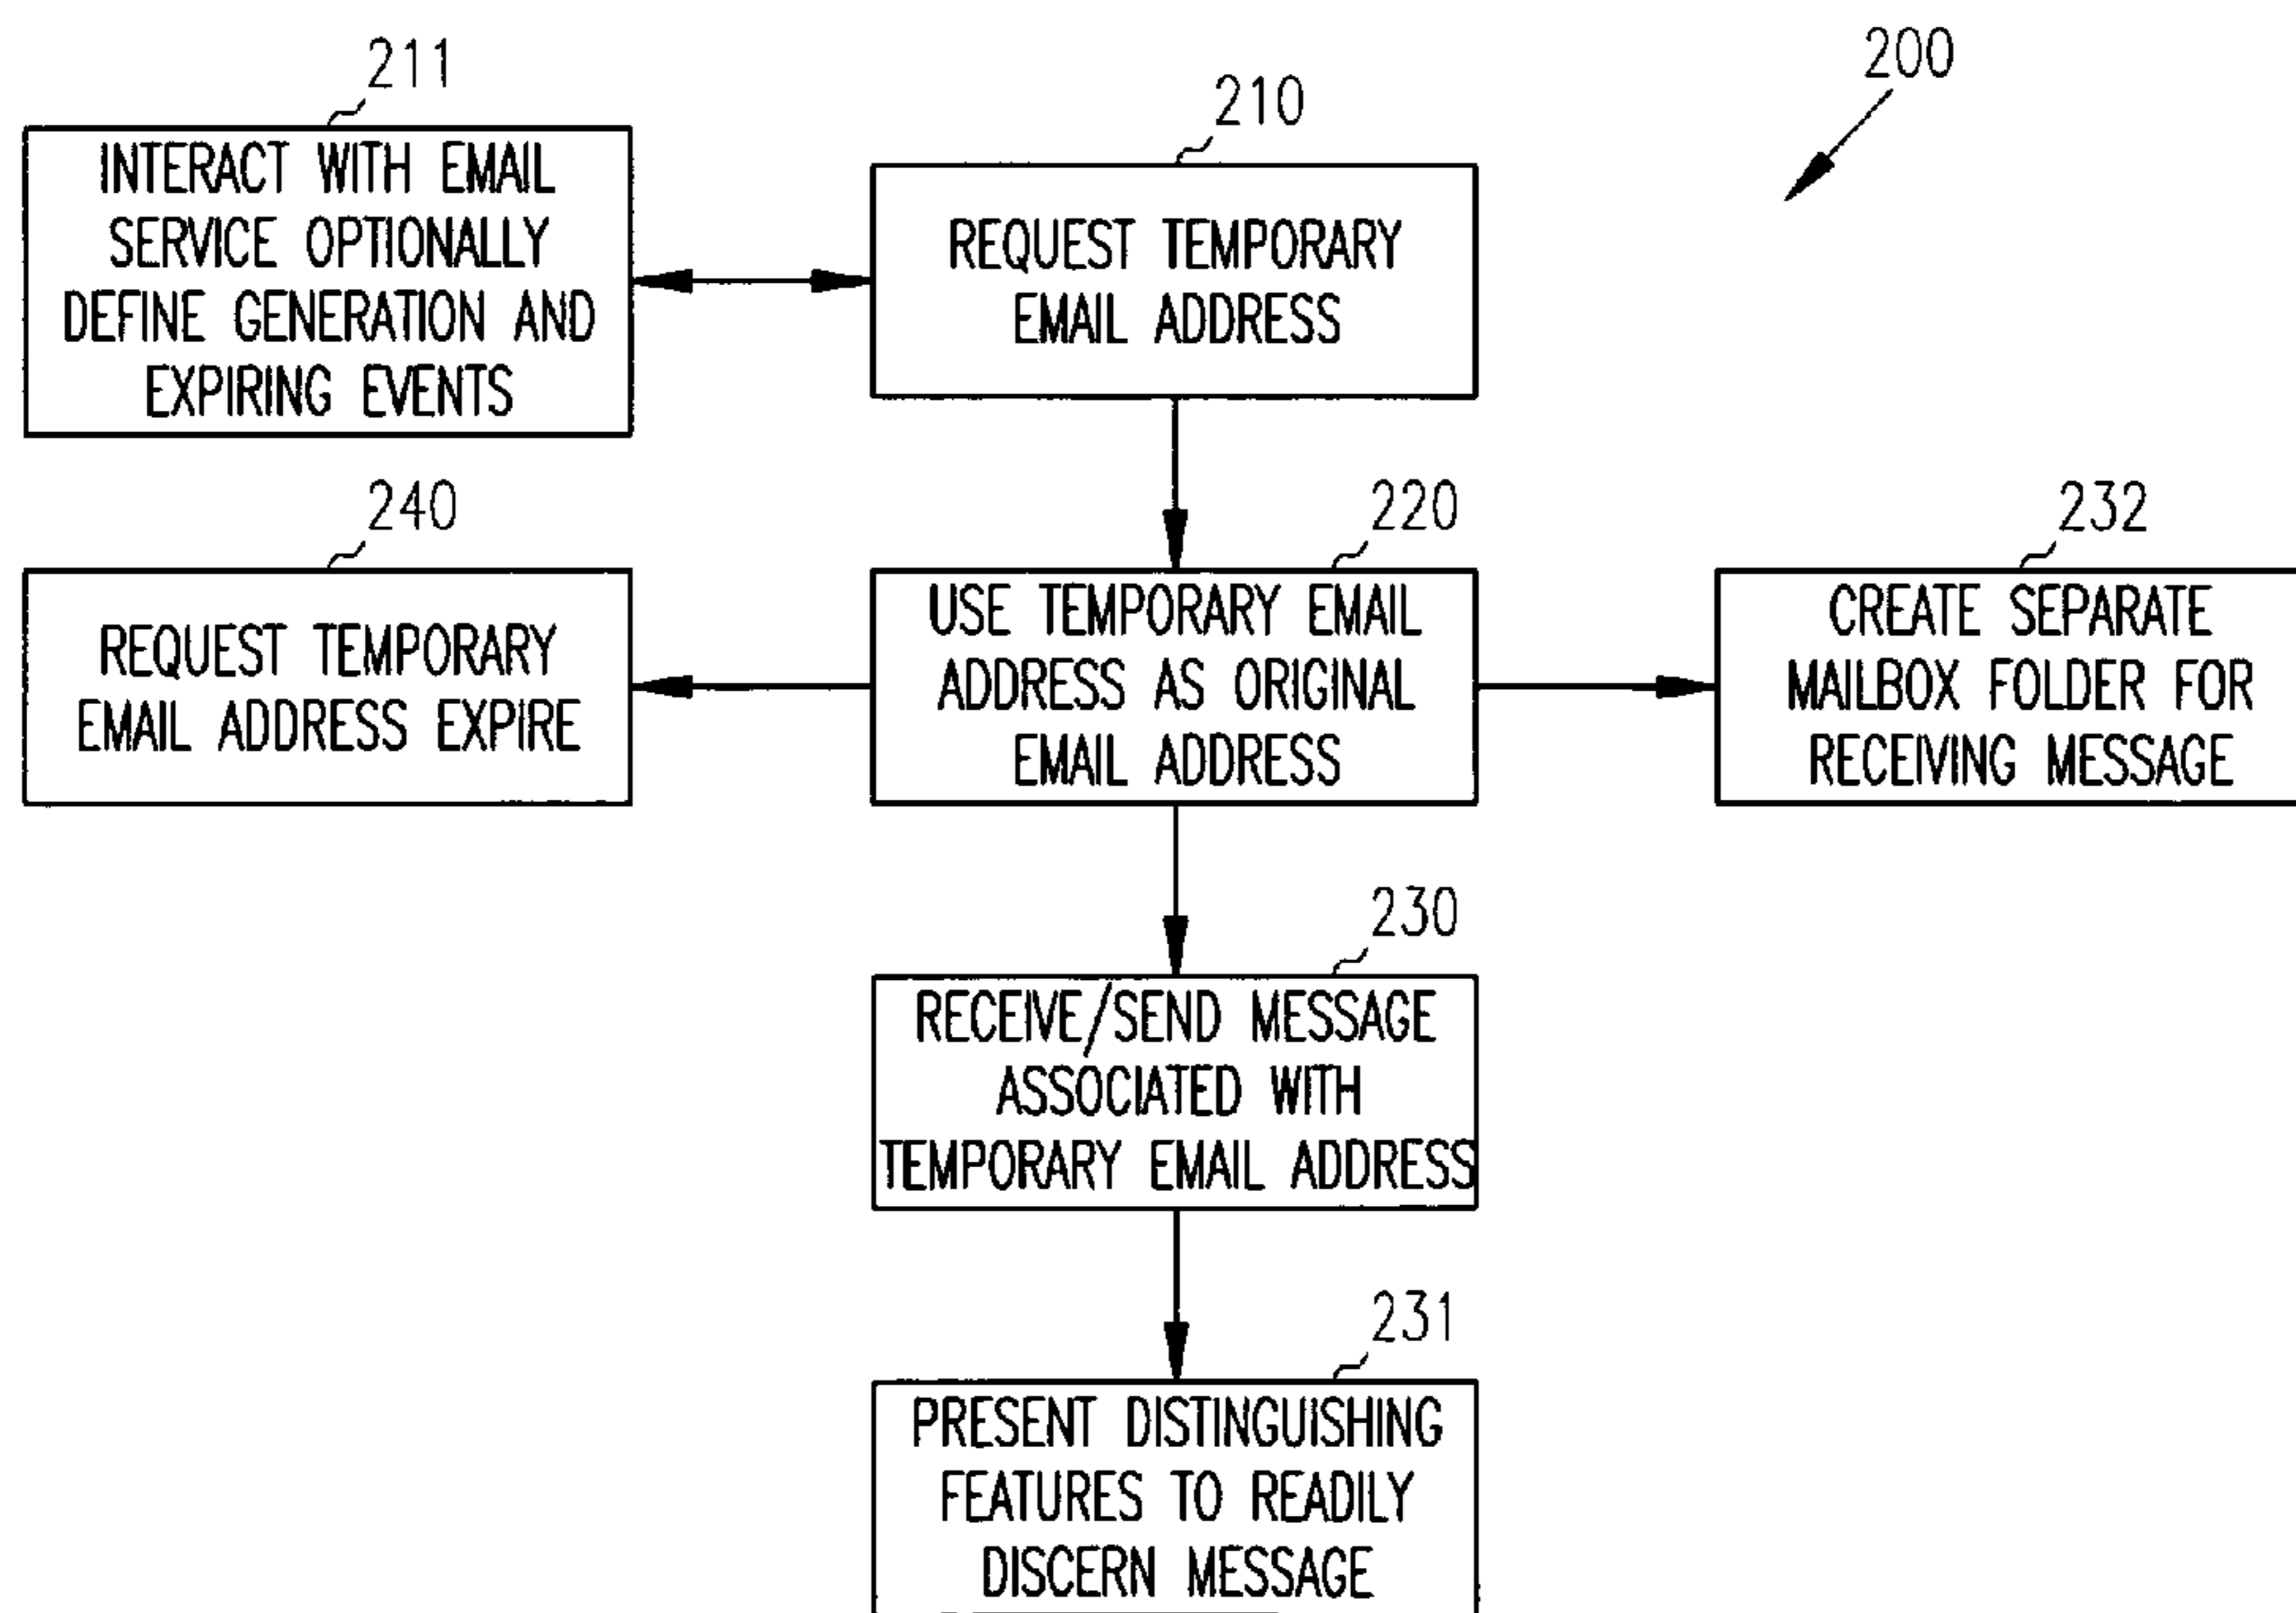 200
211
INTERACT WITH EMAIL
SERVICE OPTIONALLY
DEFINE GENERATION AND
EXPIRING EVENTS
210
REQUEST TEMPORARY
EMAIL ADDRESS
240
REQUEST TEMPORARY
EMAIL ADDRESS EXPIRE
220
USE TEMPORARY EMAIL
ADDRESS AS ORIGINAL
EMAIL ADDRESS
232
CREATE SEPARATE
MAILBOX FOLDER FOR
RECEIVING MESSAGE
230
RECEIVE/SEND MESSAGE
ASSOCIATED WITH
TEMPORARY EMAIL ADDRESS
231
PRESENT DISTINGUISHING
FEATURES TO READILY
DISCERN MESSAGE